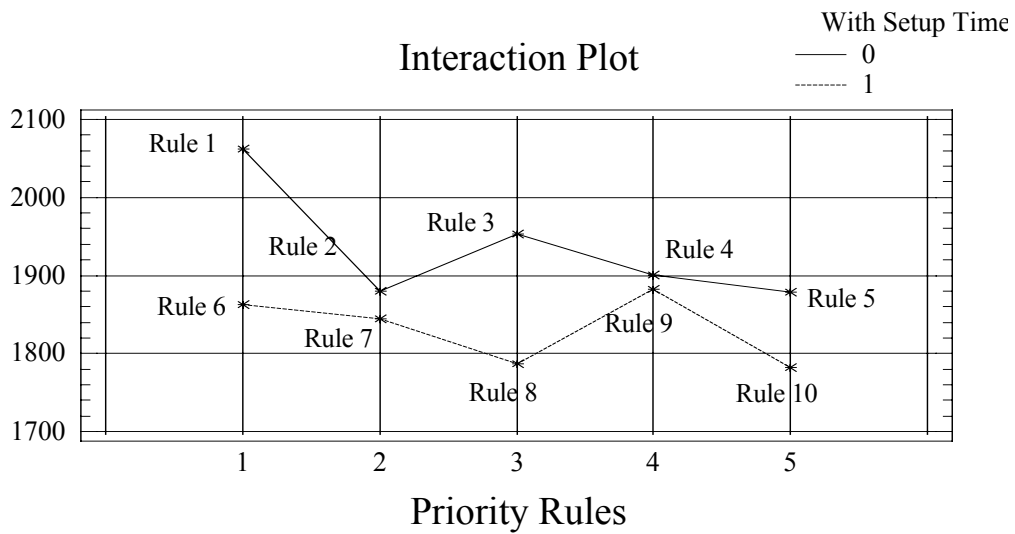 With Setup Time
0
Interaction Plot
1
2100
Rule 1
2000
Rule 3
Rule 2
Rule 4
1900
Rule 6
Rule 5
Rule 7
Rule 9
1800
Rule 8
Rule 10
1700
1 2 3 4 5
Priority Rules